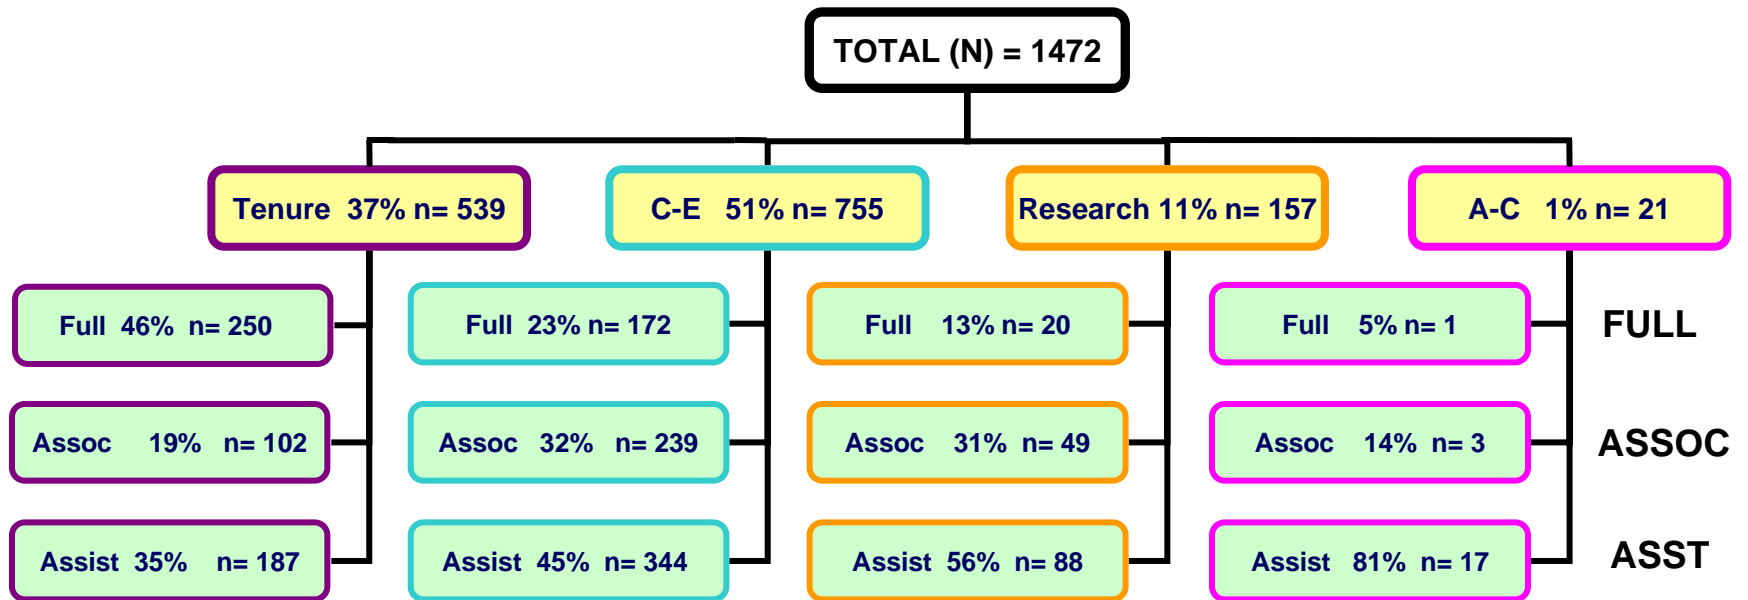 TOTAL (N) = 1472
Tenure 37% n= 539
C-E 51% n= 755
Research 11% n= 157
A-C 1% n= 21
Full 46% n= 250
Full 23% n= 172
Full 13% n= 20
Full 5% n= 1
FULL
Assoc 19% n= 102
Assoc 32% n= 239
Assoc 31% n= 49
Assoc 14% n= 3
ASSOC
Assist 35% n= 187
Assist 45% n= 344
Assist 56% n= 88
Assist 81% n= 17
ASST